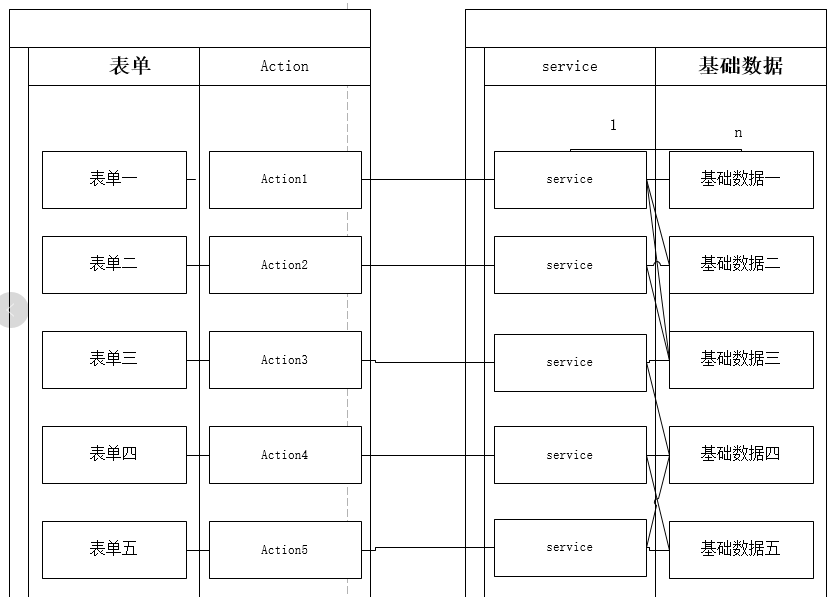 表单 Action service 基础数据
1 n
表单一 Action1 service 基础数据一
表单二 Action2 service 基础数据二
表单三 Action3 service 基础数据三
表单四 Action4 service 基础数据四
表单五 Action5 service 基础数据五